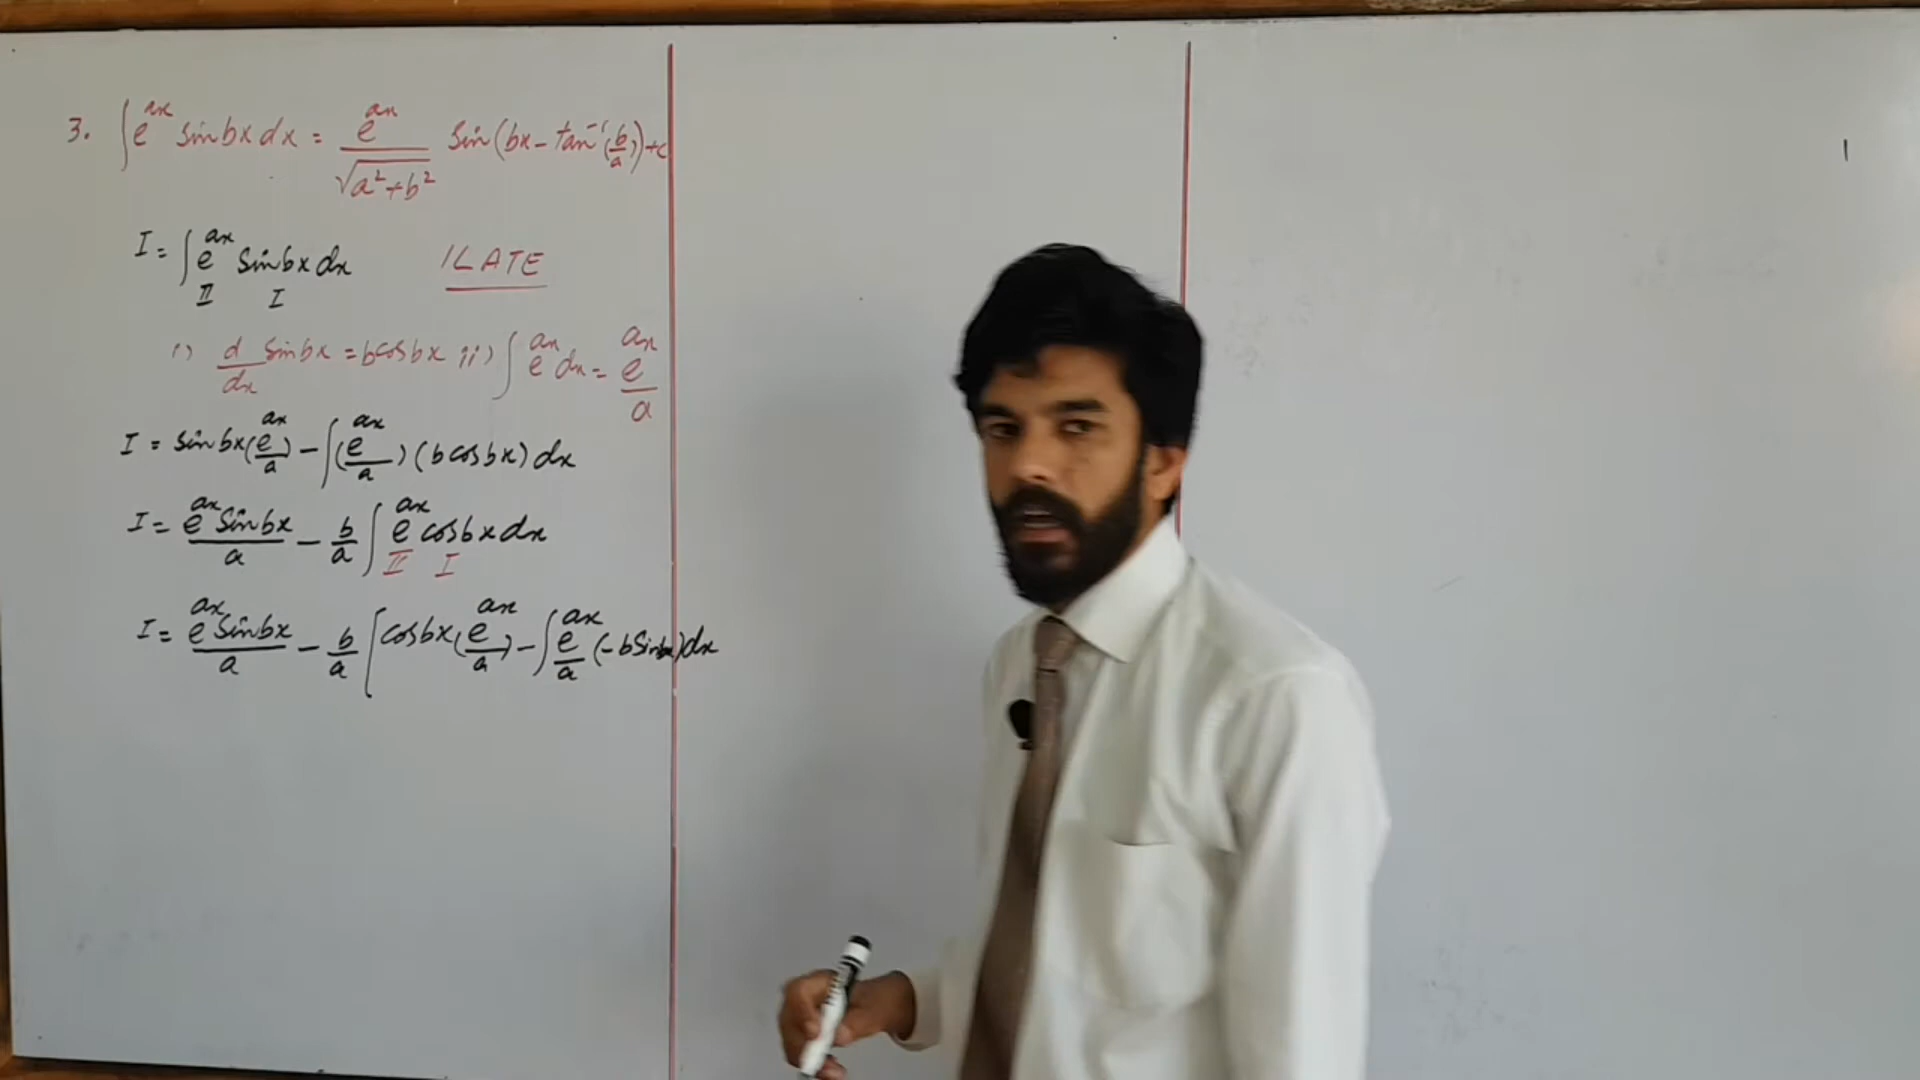 3. ∫e^{ax} sin bx dx = e^{ax}/√(a²+b²) sin(bx - tan⁻¹(b/a)) + c
I = ∫e^{ax} sin bx dx ILATE
II I
i) d/dx sin bx = b cos bx ii) ∫e^{ax} dx = e^{ax}/a
I = sin bx (e^{ax}/a) - ∫(e^{ax}/a) (b cos bx) dx
I = e^{ax} sin bx/a - b/a ∫e^{ax} cos bx dx
II I
I = e^{ax} sin bx/a - b/a [cos bx (e^{ax}/a) - ∫e^{ax}/a (-b sin bx) dx